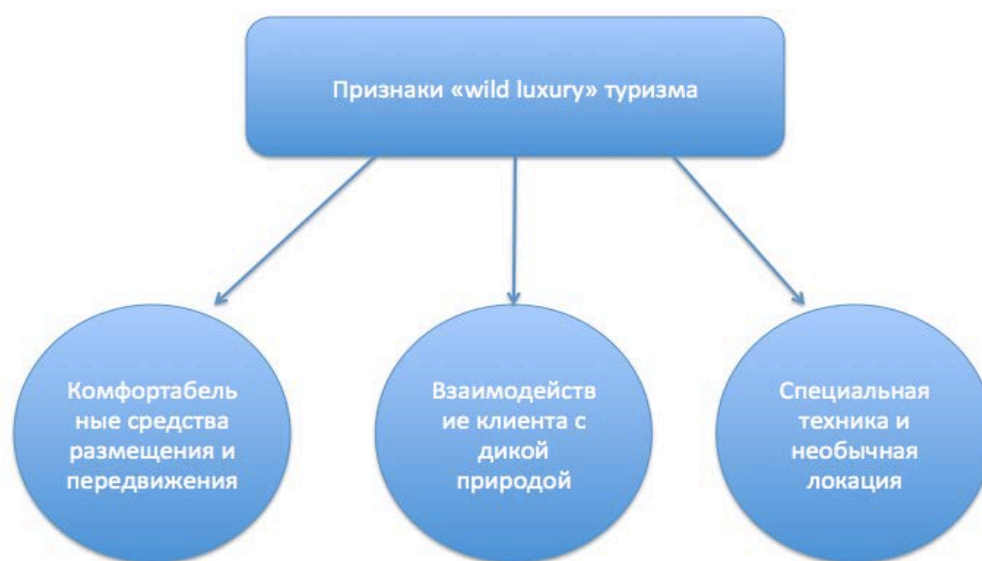 Признаки «wild luxury» туризма
Комфортабель
ные средства
размещения и
передвижения
Взаимодейств
ие клиента с
дикой
природой
Специальная
техника и
необычная
локация